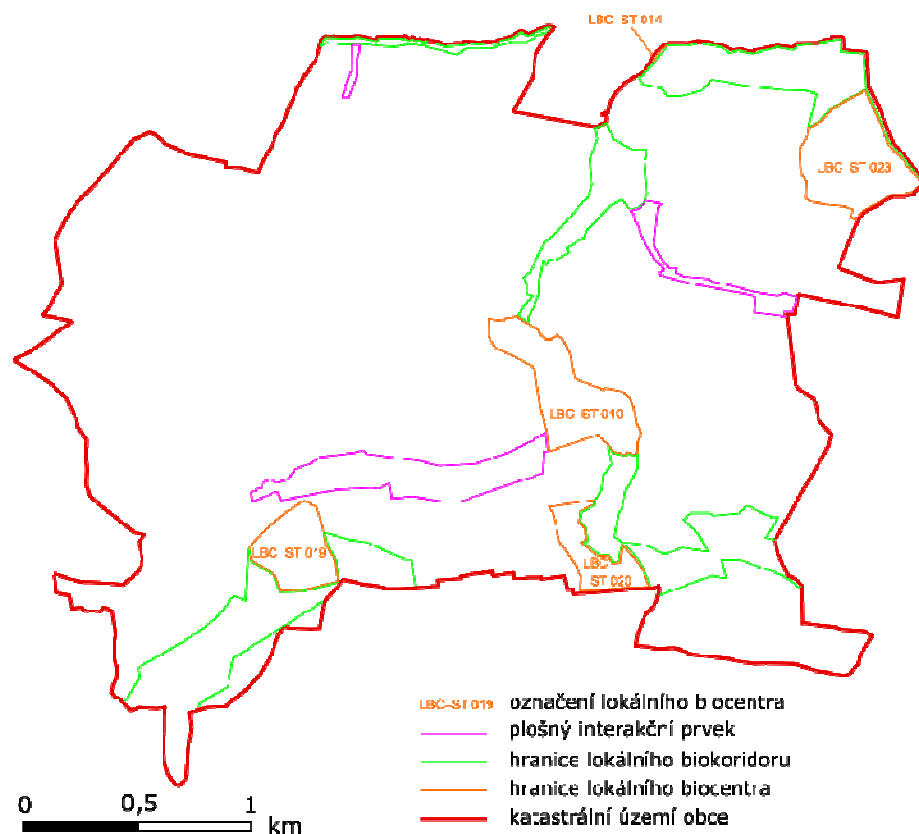 LBC ST 014
LBC ST 023
LBC ST 010
LBC ST 019
LBC
ST 020
LBC-ST 019 označení lokálního biocentra
plošný interakční prvek
hranice lokálního biokoridoru
hranice lokálního biocentra
katastrální území obce
0 0,5 1
km